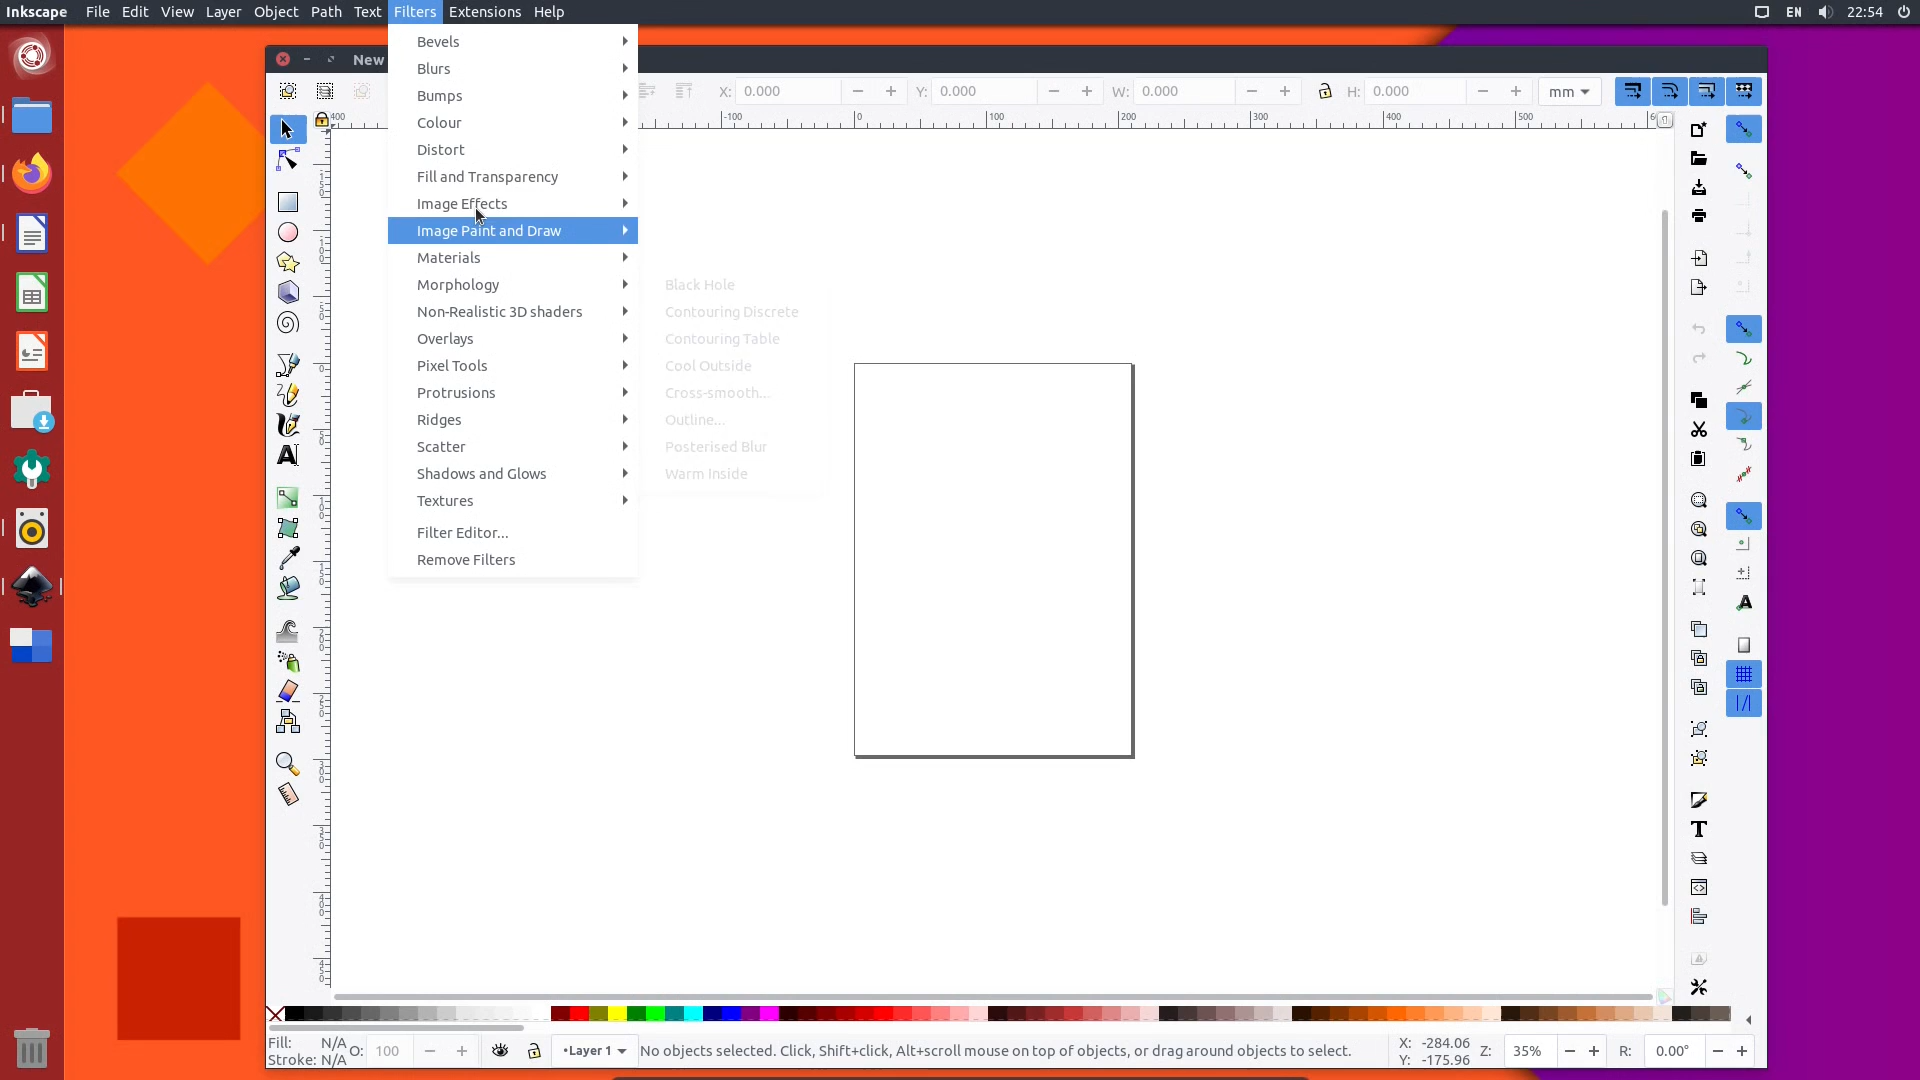 Inkscape File Edit View Layer Object Path Text Filters Extensions Help EN 22:54
New
X: 0.000 Y: 0.000 W: 0.000 H: 0.000 mm
400 -100 0 100 200 300 400 500
Bevels
Blurs
Bumps
Colour
Distort
Fill and Transparency
Image Effects
Image Paint and Draw
Materials
Morphology
Non-Realistic 3D shaders
Overlays
Pixel Tools
Protrusions
Ridges
Scatter
Shadows and Glows
Textures
Filter Editor...
Remove Filters
Black Hole
Contouring Discrete
Contouring Table
Cool Outside
Cross-smooth...
Outline...
Posterised Blur
Warm Inside
Fill: N/A
Stroke: N/A
O: 100
•Layer 1
No objects selected. Click, Shift+click, Alt+scroll mouse on top of objects, or drag around objects to select.
X: -284.06
Y: -175.96
Z: 35%
R: 0.00°